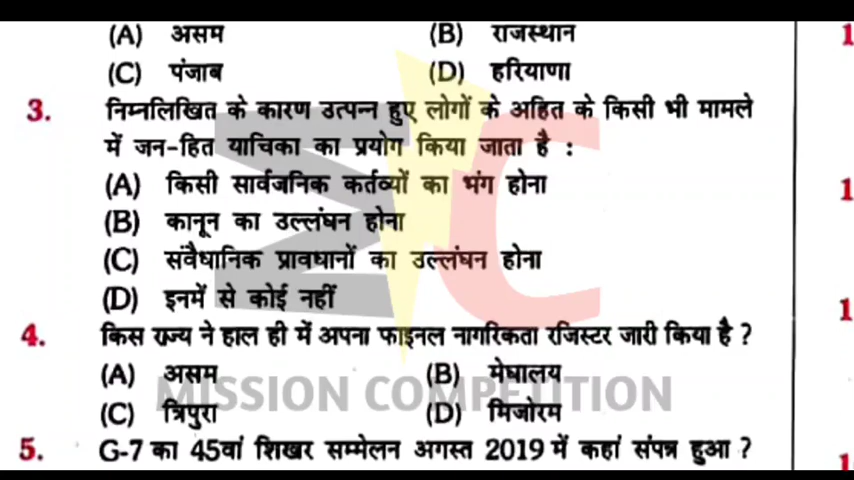 (A) असम (B) राजस्थान
(C) पंजाब (D) हरियाणा
3. निम्नलिखित के कारण उत्पन्न हुए लोगों के अहित के किसी भी मामले
में जन-हित याचिका का प्रयोग किया जाता है :
(A) किसी सार्वजनिक कर्तव्यों का भंग होना
(B) कानून का उल्लंघन होना
(C) संवैधानिक प्रावधानों का उल्लंघन होना
(D) इनमें से कोई नहीं
4. किस राज्य ने हाल ही में अपना फाइनल नागरिकता रजिस्टर जारी किया है ?
(A) असम (B) मेघालय
MISSION COMPETITION
(C) त्रिपुरा (D) मिजोरम
5. G-7 का 45वां शिखर सम्मेलन अगस्त 2019 में कहां संपन्न हुआ ?